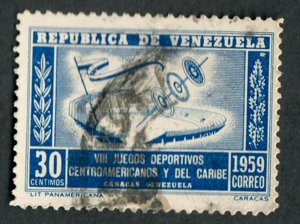 REPUBLICA DE VENEZUELA
VIII JUEGOS DEPORTIVOS
CENTROAMERICANOS Y DEL CARIBE
CARACAS VENEZUELA
30
CENTIMOS
1959
CORREO
LIT PANAMERICANA
CARACAS